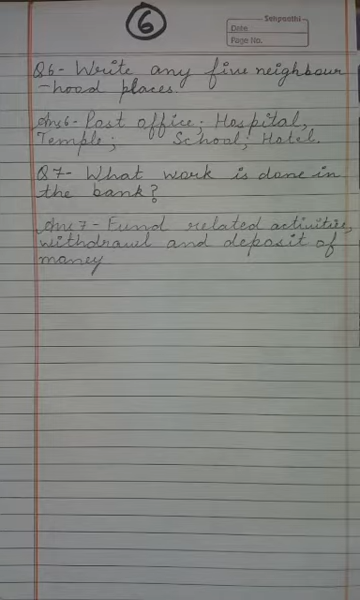 6
Sehpaathi
Date
Page No.
Q6- Write any five neighbour
-hood places.
Ans6- Post office; Hospital,
Temple; School; Hotel.
Q7- What work is done in
the bank?
Ans7- Fund related activities,
withdrawl and deposit of
money